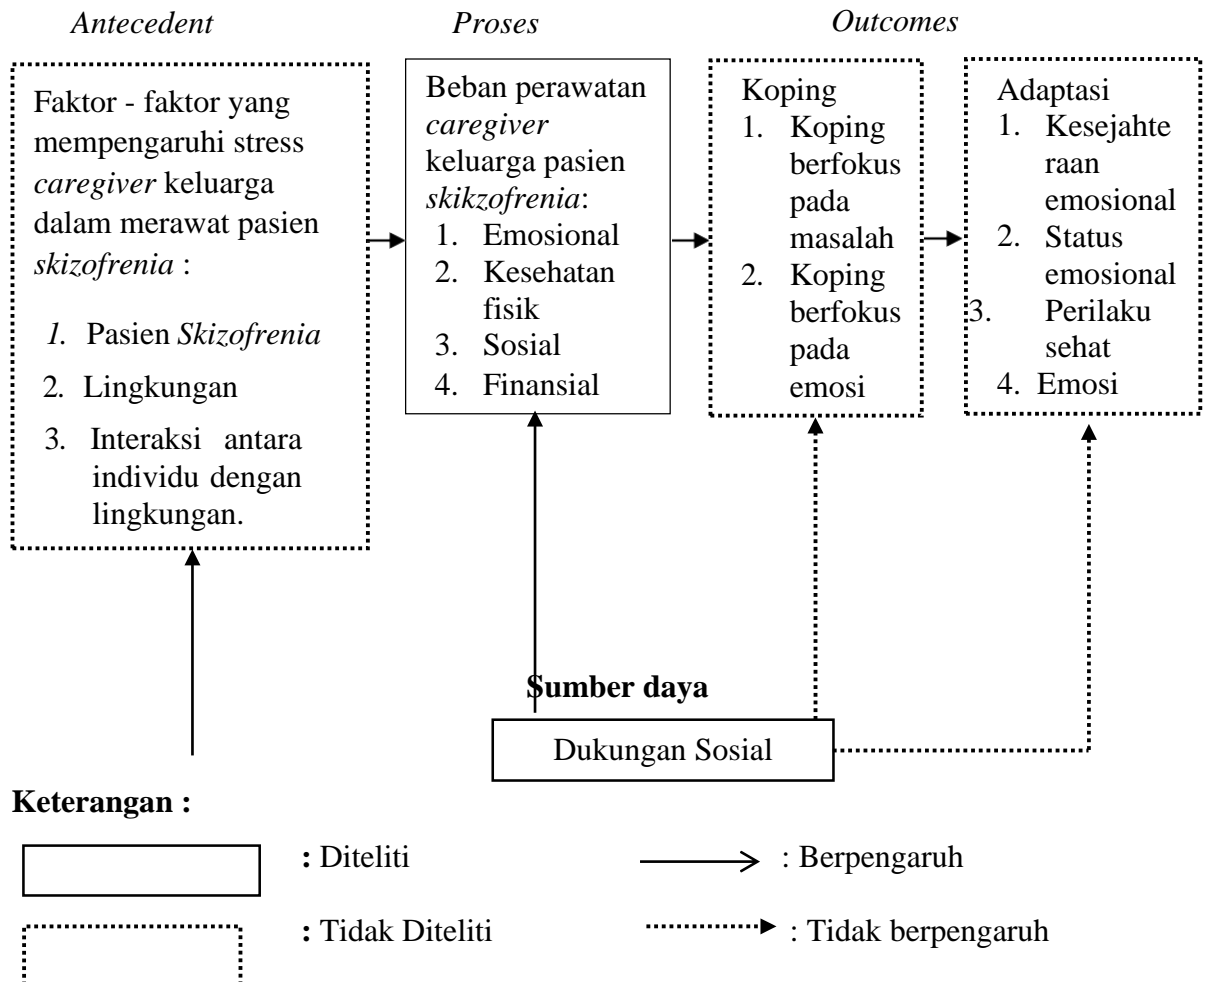 Antecedent
Proses
Outcomes
Faktor - faktor yang
mempengaruhi stress
caregiver keluarga
dalam merawat pasien
skizofrenia :
1. Pasien Skizofrenia
2. Lingkungan
3. Interaksi antara
individu dengan
lingkungan.
Beban perawatan
caregiver
keluarga pasien
skikzofrenia:
1. Emosional
2. Kesehatan
fisik
3. Sosial
4. Finansial
Koping
1. Koping
berfokus
pada
masalah
2. Koping
berfokus
pada
emosi
Adaptasi
1. Kesejahte
raan
emosional
2. Status
emosional
3. Perilaku
sehat
4. Emosi
Sumber daya
Dukungan Sosial
Keterangan :
: Diteliti
: Berpengaruh
: Tidak Diteliti
: Tidak berpengaruh